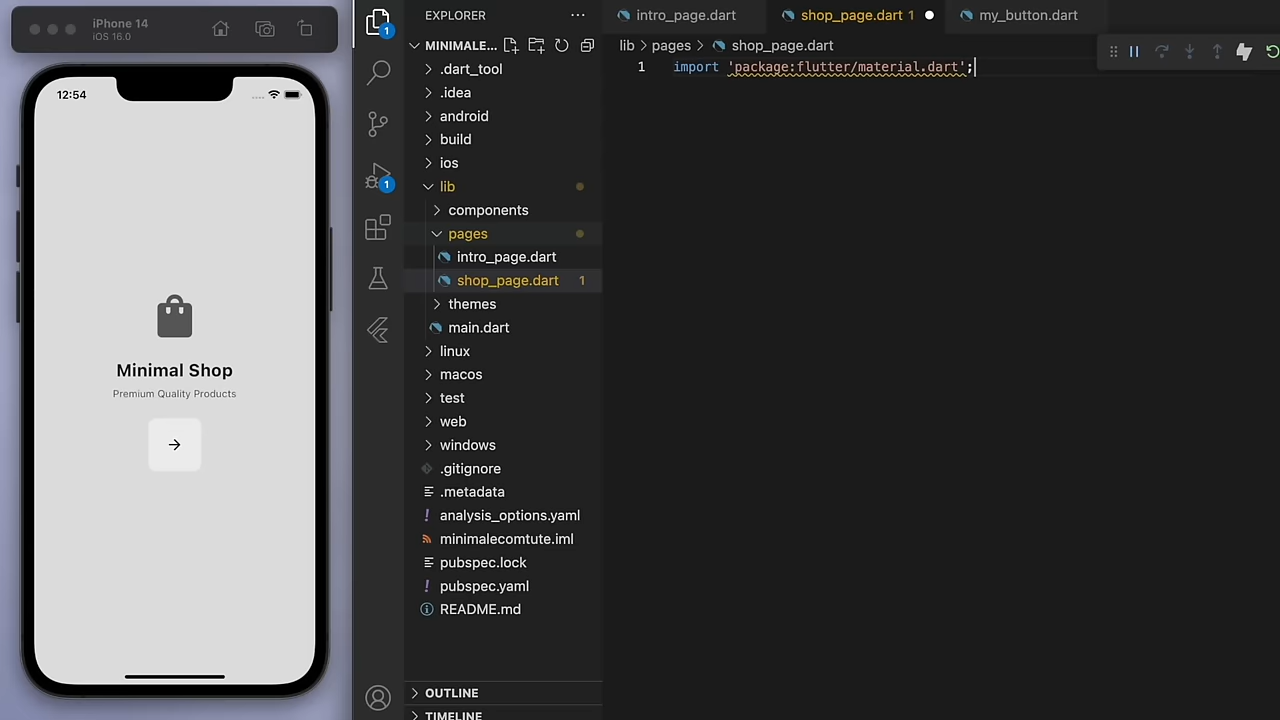 iPhone 14
iOS 16.0
12:54
Minimal Shop
Premium Quality Products
1
1
EXPLORER
MINIMALE...
.dart_tool
.idea
android
build
ios
lib
components
pages
intro_page.dart
shop_page.dart 1
themes
main.dart
linux
macos
test
web
windows
.gitignore
.metadata
! analysis_options.yaml
minimalecomtute.iml
pubspec.lock
! pubspec.yaml
README.md
OUTLINE
TIMELINE
intro_page.dart
shop_page.dart 1
my_button.dart
lib > pages > shop_page.dart
1 import 'package:flutter/material.dart';